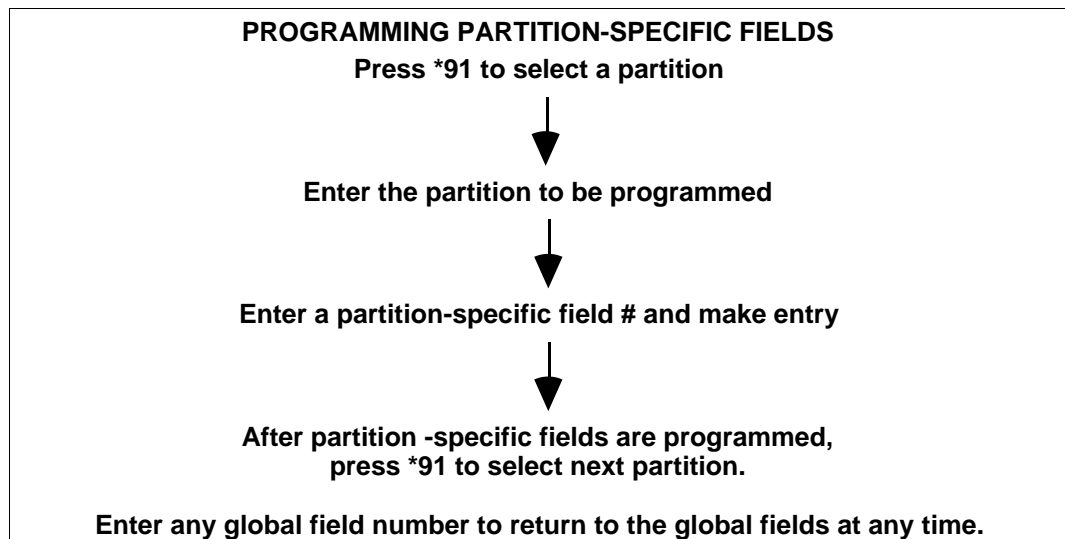 PROGRAMMING PARTITION-SPECIFIC FIELDS
Press *91 to select a partition
Enter the partition to be programmed
Enter a partition-specific field # and make entry
After partition -specific fields are programmed,
press *91 to select next partition.
Enter any global field number to return to the global fields at any time.